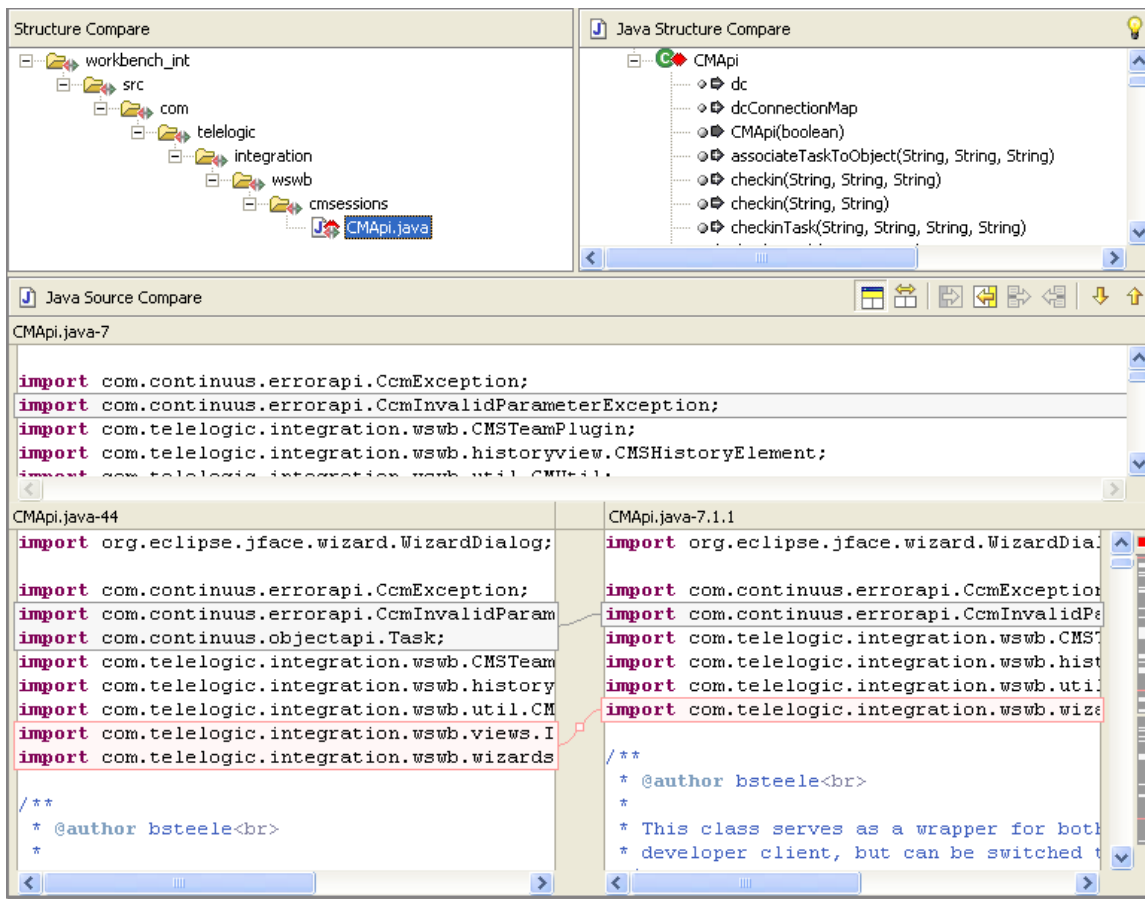 Structure Compare
workbench_int
src
com
telelogic
integration
wswb
cmsessions
CMApi.java
Java Structure Compare
CMApi
dc
dcConnectionMap
CMApi(boolean)
associateTaskToObject(String, String, String)
checkin(String, String, String)
checkin(String, String)
checkinTask(String, String, String, String)
Java Source Compare
CMApi.java-7
import com.continuus.errorapi.CcmException;
import com.continuus.errorapi.CcmInvalidParameterException;
import com.telelogic.integration.wswb.CMSTeamPlugin;
import com.telelogic.integration.wswb.historyview.CMSHistoryElement;
import com.telelogic.integration.wswb.util.CMUtil;
CMApi.java-44
import org.eclipse.jface.wizard.WizardDialog;
import com.continuus.errorapi.CcmException;
import com.continuus.errorapi.CcmInvalidParam
import com.continuus.objectapi.Task;
import com.telelogic.integration.wswb.CMSTeam
import com.telelogic.integration.wswb.history
import com.telelogic.integration.wswb.util.CM
import com.telelogic.integration.wswb.views.I
import com.telelogic.integration.wswb.wizards
/**
* @author bsteele<br>
*
CMApi.java-7.1.1
import org.eclipse.jface.wizard.WizardDial
import com.continuus.errorapi.CcmException
import com.continuus.errorapi.CcmInvalidPa
import com.telelogic.integration.wswb.CMST
import com.telelogic.integration.wswb.hist
import com.telelogic.integration.wswb.util
import com.telelogic.integration.wswb.wiza
/**
* @author bsteele<br>
*
* This class serves as a wrapper for both
* developer client, but can be switched t